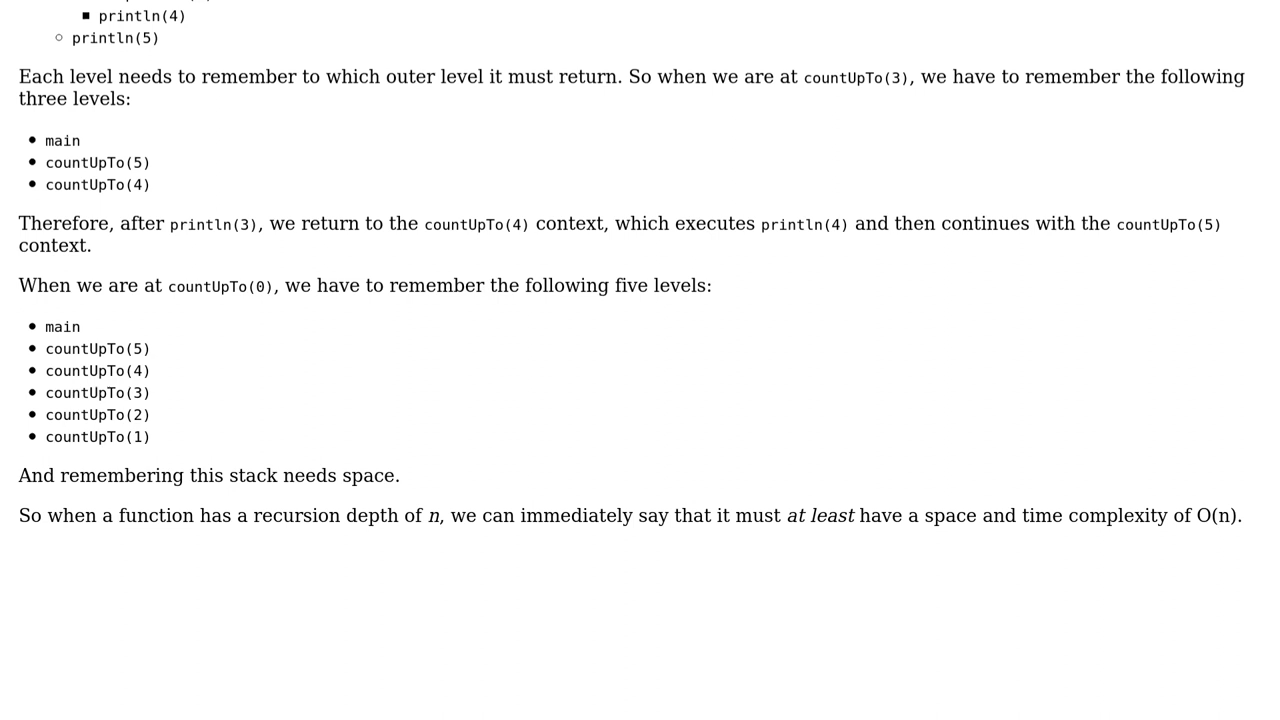 println(4)
println(5)
Each level needs to remember to which outer level it must return. So when we are at countUpTo(3), we have to remember the following
three levels:
main
countUpTo(5)
countUpTo(4)
Therefore, after println(3), we return to the countUpTo(4) context, which executes println(4) and then continues with the countUpTo(5)
context.
When we are at countUpTo(0), we have to remember the following five levels:
main
countUpTo(5)
countUpTo(4)
countUpTo(3)
countUpTo(2)
countUpTo(1)
And remembering this stack needs space.
So when a function has a recursion depth of n, we can immediately say that it must at least have a space and time complexity of O(n).